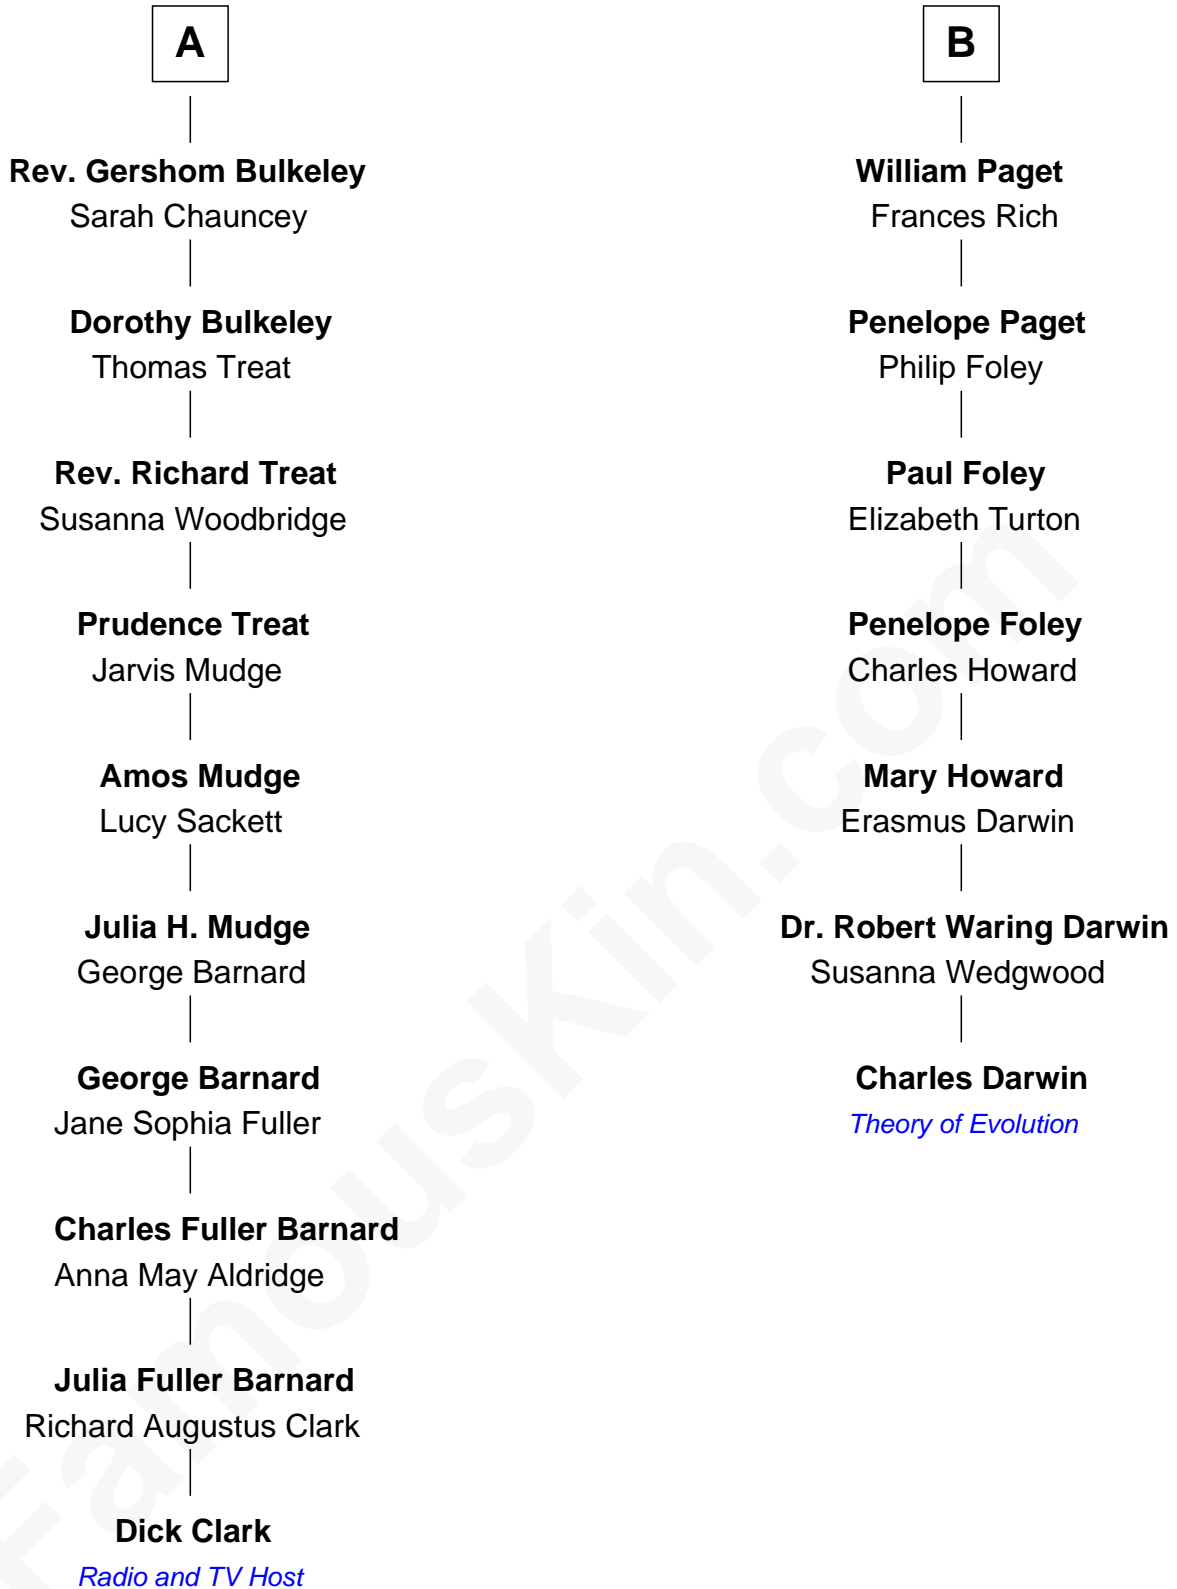 A
Rev. Gershom Bulkeley
Sarah Chauncey
Dorothy Bulkeley
Thomas Treat
Rev. Richard Treat
Susanna Woodbridge
Prudence Treat
Jarvis Mudge
Amos Mudge
Lucy Sackett
Julia H. Mudge
George Barnard
George Barnard
Jane Sophia Fuller
Charles Fuller Barnard
Anna May Aldridge
Julia Fuller Barnard
Richard Augustus Clark
Dick Clark
Radio and TV Host
B
William Paget
Frances Rich
Penelope Paget
Philip Foley
Paul Foley
Elizabeth Turton
Penelope Foley
Charles Howard
Mary Howard
Erasmus Darwin
Dr. Robert Waring Darwin
Susanna Wedgwood
Charles Darwin
Theory of Evolution
FamousKin.com